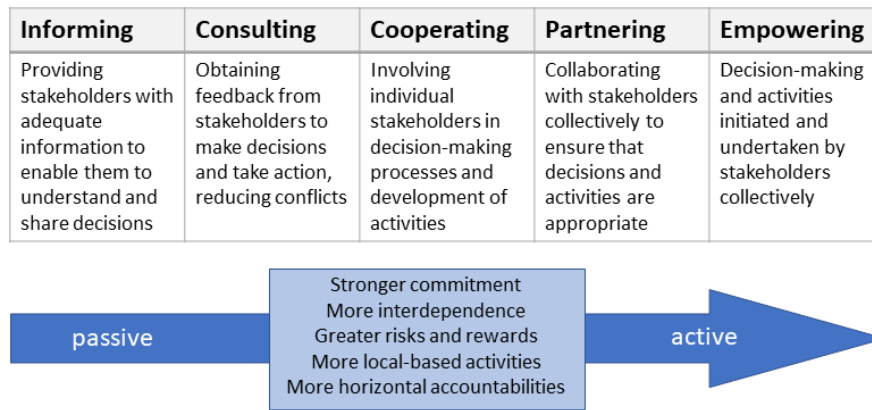 Informing
Consulting
Cooperating
Partnering
Empowering
Providing
stakeholders with
adequate
information to
enable them to
understand and
share decisions
Obtaining
feedback from
stakeholders to
make decisions
and take action,
reducing conflicts
Involving
individual
stakeholders in
decision-making
processes and
development of
activities
Collaborating
with stakeholders
collectively to
ensure that
decisions and
activities are
appropriate
Decision-making
and activities
initiated and
undertaken by
stakeholders
collectively
passive
Stronger commitment
More interdependence
Greater risks and rewards
More local-based activities
More horizontal accountabilities
active